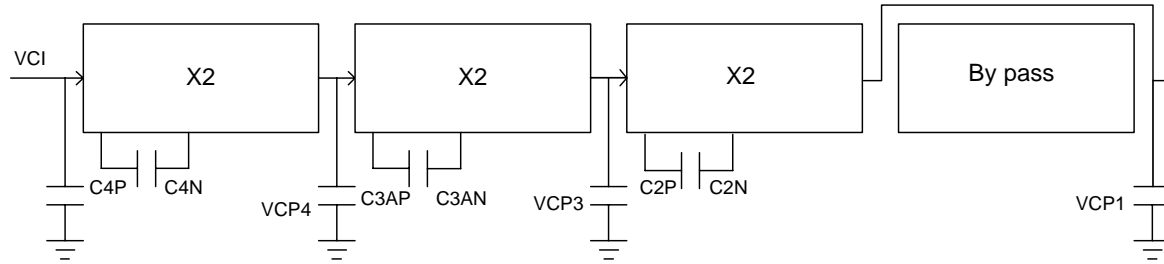 VCI
X2
X2
X2
By pass
C4P
C4N
VCP4
C3AP
C3AN
VCP3
C2P
C2N
VCP1